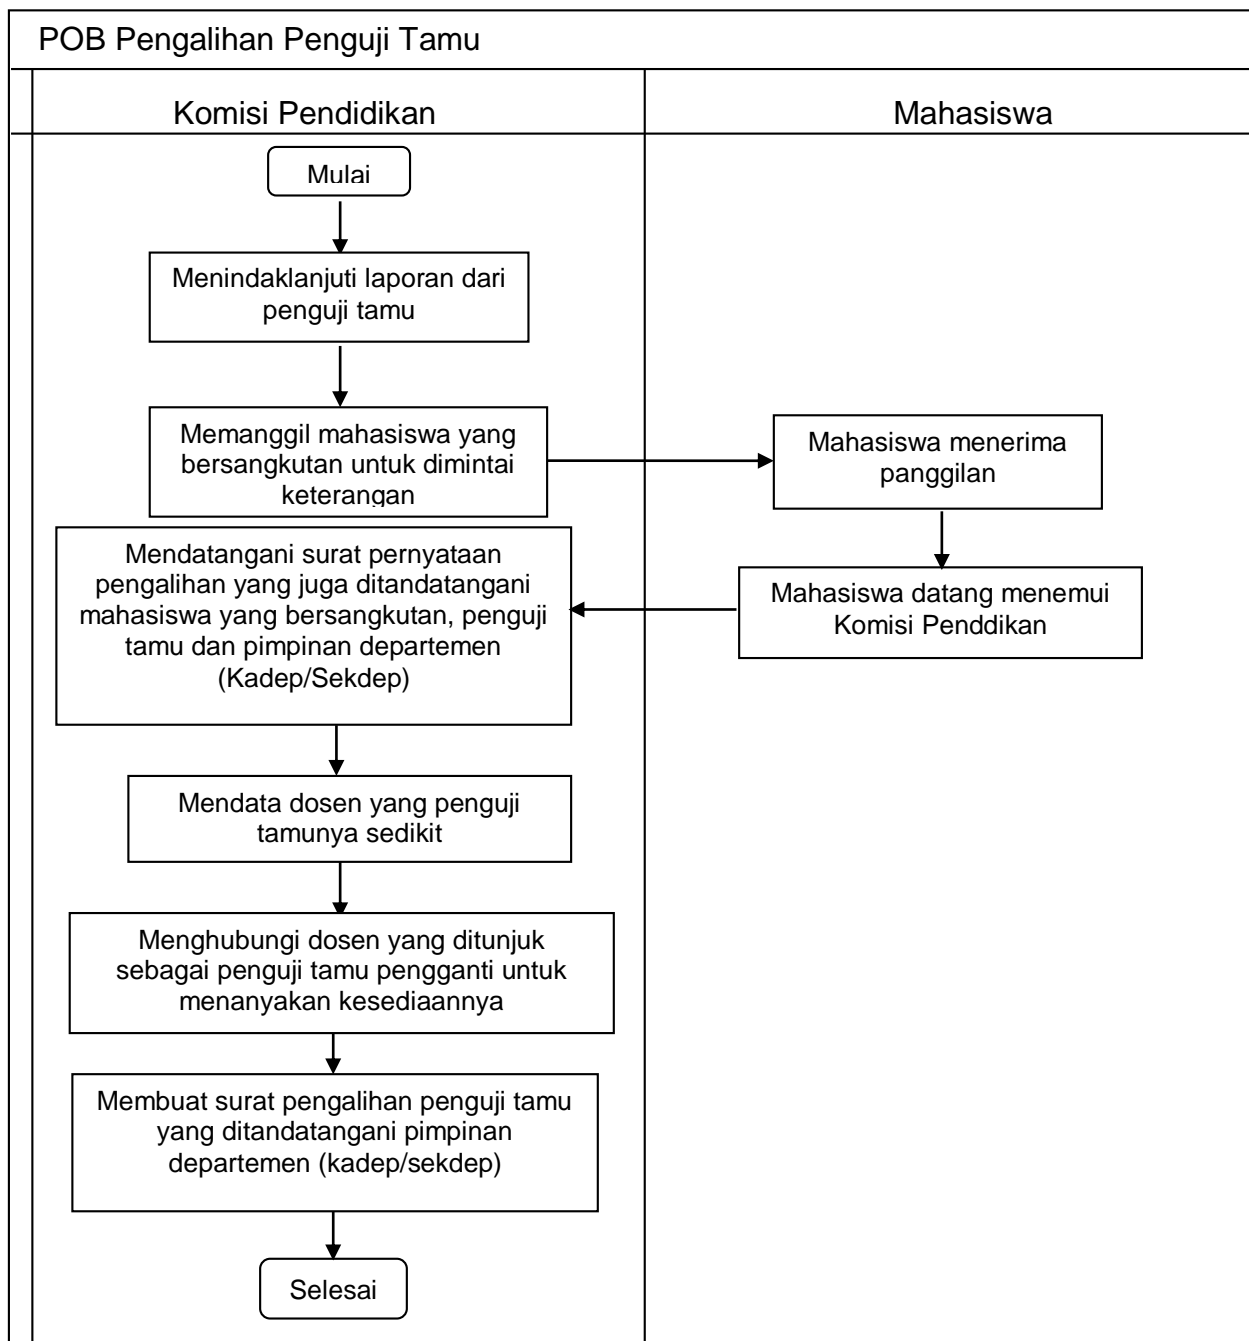 POB Pengalihan Penguji Tamu
Komisi Pendidikan
Mahasiswa
Mulai
Menindaklanjuti laporan dari
penguji tamu
Memanggil mahasiswa yang
bersangkutan untuk dimintai
keterangan
Mahasiswa menerima
panggilan
Mahasiswa datang menemui
Komisi Penddikan
Mendatangani surat pernyataan
pengalihan yang juga ditandatangani
mahasiswa yang bersangkutan, penguji
tamu dan pimpinan departemen
(Kadep/Sekdep)
Mendata dosen yang penguji
tamunya sedikit
Menghubungi dosen yang ditunjuk
sebagai penguji tamu pengganti untuk
menanyakan kesediaannya
Membuat surat pengalihan penguji tamu
yang ditandatangani pimpinan
departemen (kadep/sekdep)
Selesai